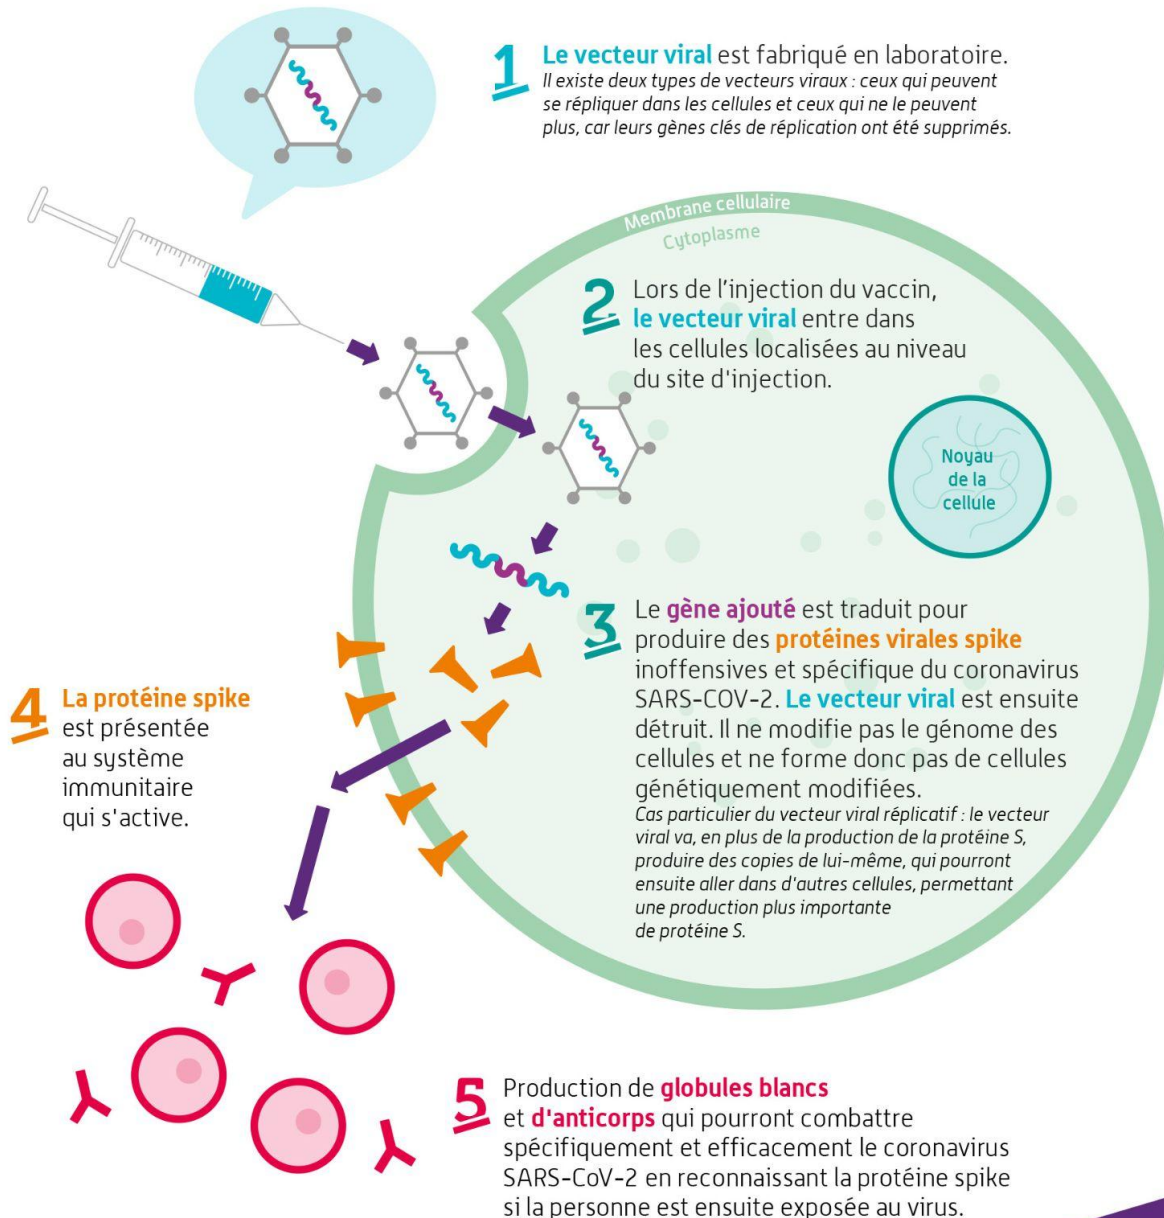 1 Le vecteur viral est fabriqué en laboratoire.
Il existe deux types de vecteurs viraux : ceux qui peuvent
se répliquer dans les cellules et ceux qui ne le peuvent
plus, car leurs gènes clés de réplication ont été supprimés.
Membrane cellulaire
Cytoplasme
2 Lors de l'injection du vaccin,
le vecteur viral entre dans
les cellules localisées au niveau
du site d'injection.
Noyau
de la
cellule
3 Le gène ajouté est traduit pour
produire des protéines virales spike
inoffensives et spécifique du coronavirus
SARS-COV-2. Le vecteur viral est ensuite
détruit. Il ne modifie pas le génome des
cellules et ne forme donc pas de cellules
génétiquement modifiées.
Cas particulier du vecteur viral réplicatif : le vecteur
viral va, en plus de la production de la protéine S,
produire des copies de lui-même, qui pourront
ensuite aller dans d'autres cellules, permettant
une production plus importante
de protéine S.
4 La protéine spike
est présentée
au système
immunitaire
qui s'active.
5 Production de globules blancs
et d'anticorps qui pourront combattre
spécifiquement et efficacement le coronavirus
SARS-CoV-2 en reconnaissant la protéine spike
si la personne est ensuite exposée au virus.